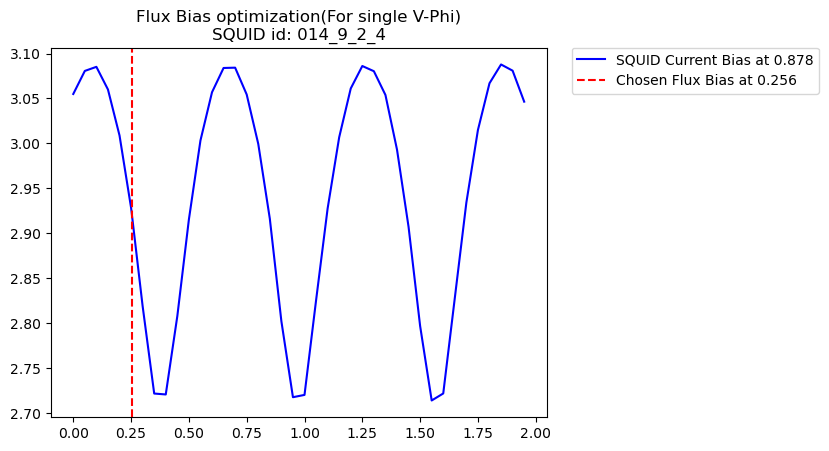 Flux Bias optimization(For single V-Phi)
SQUID id: 014_9_2_4
SQUID Current Bias at 0.878
Chosen Flux Bias at 0.256
3.10
3.05
3.00
2.95
2.90
2.85
2.80
2.75
2.70
0.00 0.25 0.50 0.75 1.00 1.25 1.50 1.75 2.00